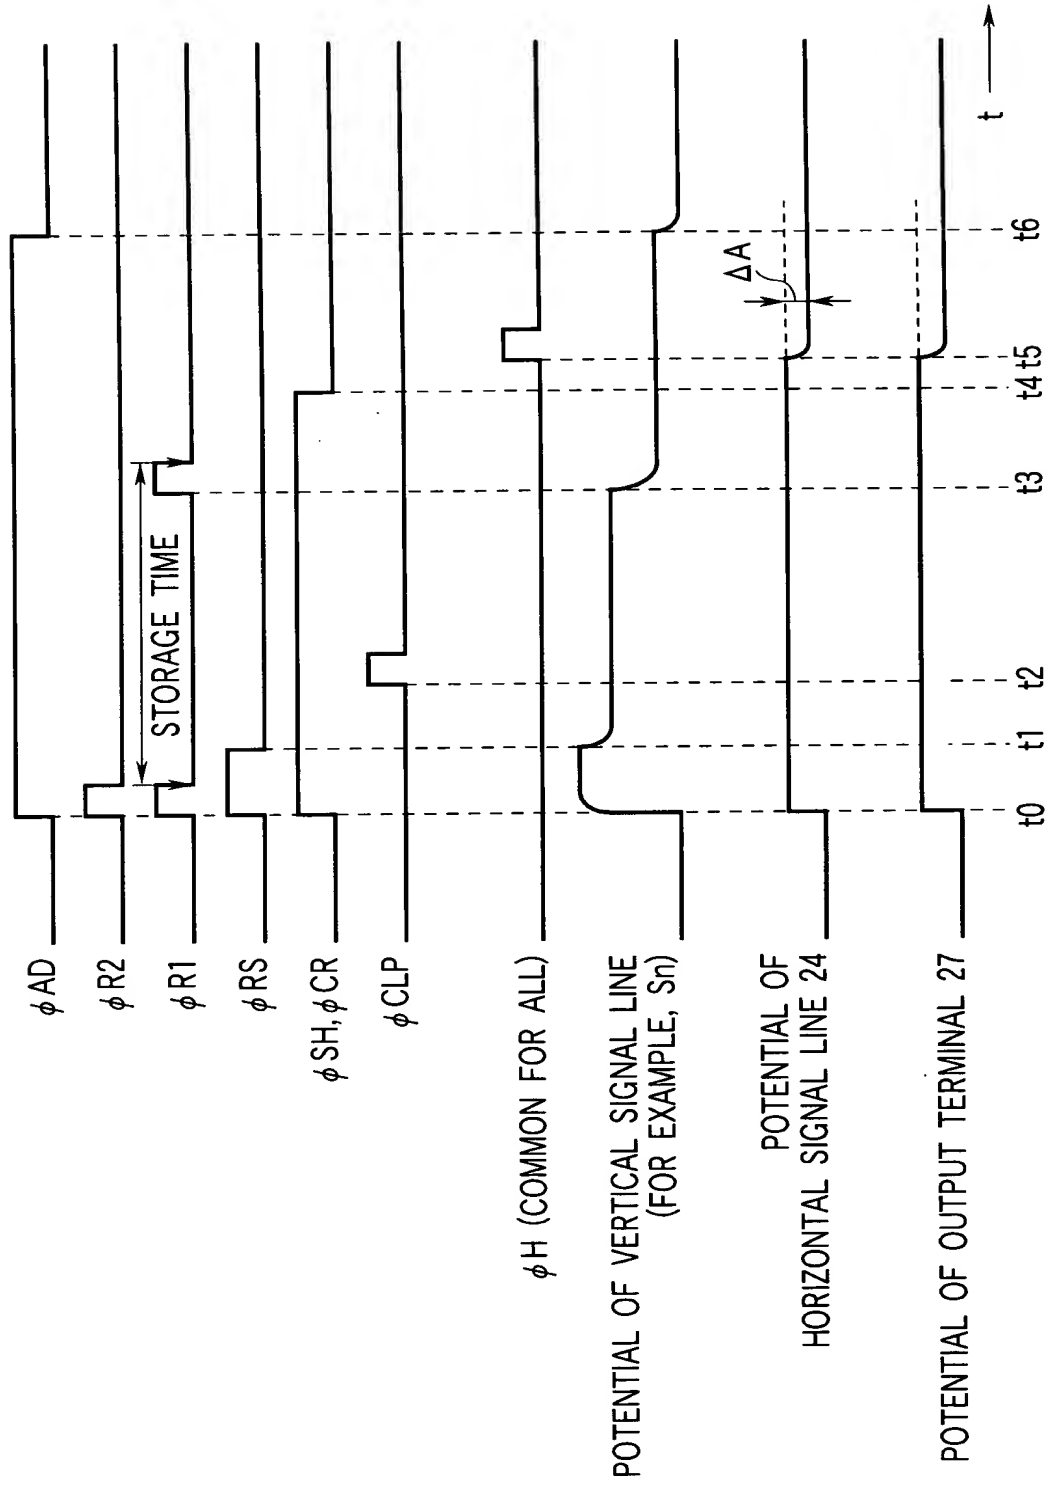 ϕAD
ϕR2
ϕR1
STORAGE TIME
ϕRS
ϕSH, ϕCR
ϕCLP
ϕH (COMMON FOR ALL)
POTENTIAL OF VERTICAL SIGNAL LINE
(FOR EXAMPLE, Sn)
POTENTIAL OF
HORIZONTAL SIGNAL LINE 24
ΔA
POTENTIAL OF OUTPUT TERMINAL 27
t0 t1 t2 t3 t4 t5 t6
t